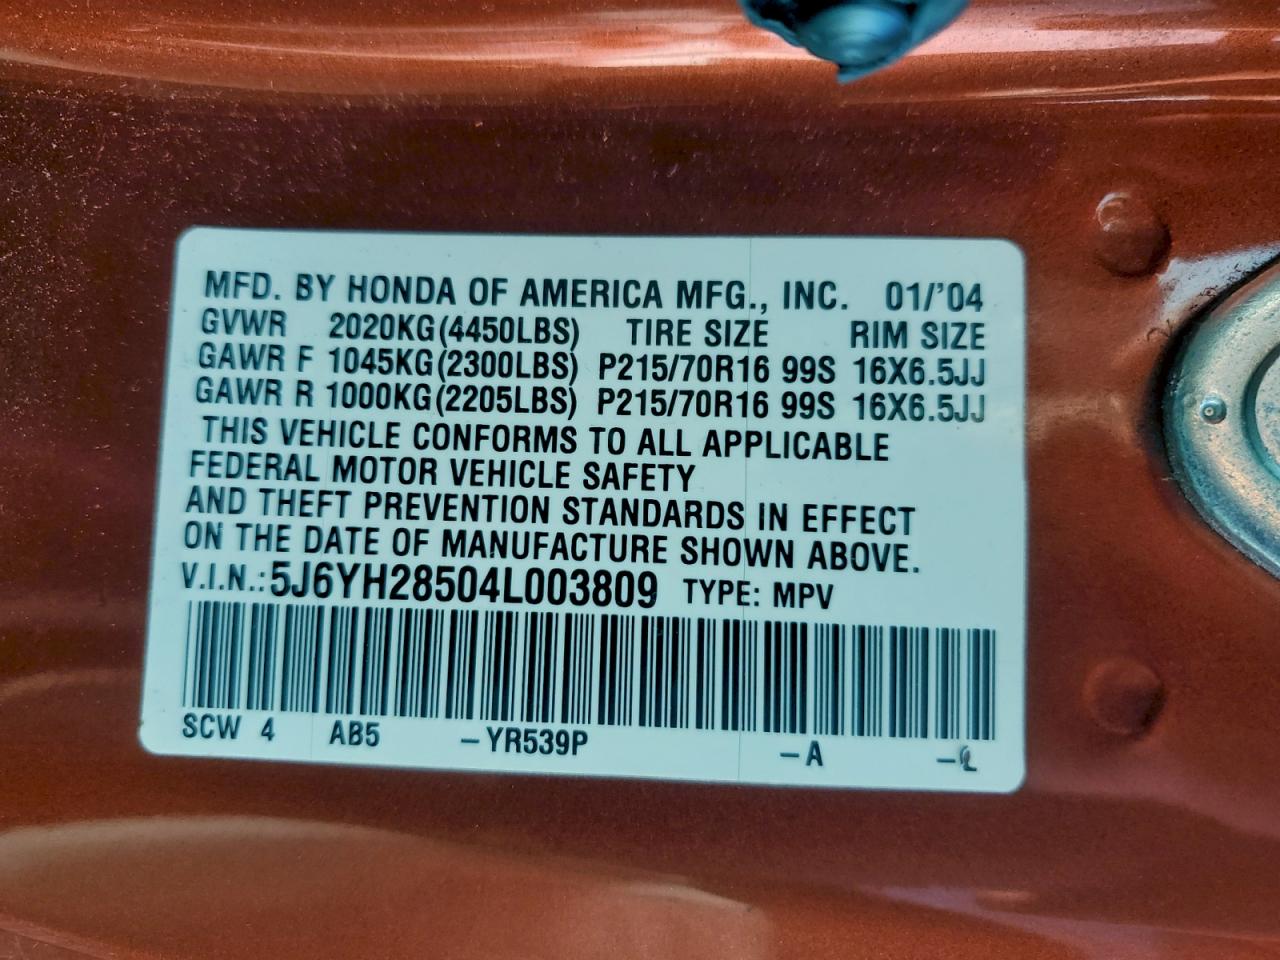 MFD. BY HONDA OF AMERICA MFG., INC. 01/'04
GVWR 2020KG(4450LBS) TIRE SIZE RIM SIZE
GAWR F 1045KG(2300LBS) P215/70R16 99S 16X6.5JJ
GAWR R 1000KG(2205LBS) P215/70R16 99S 16X6.5JJ
THIS VEHICLE CONFORMS TO ALL APPLICABLE
FEDERAL MOTOR VEHICLE SAFETY
AND THEFT PREVENTION STANDARDS IN EFFECT
ON THE DATE OF MANUFACTURE SHOWN ABOVE.
V.I.N.: 5J6YH28504L003809 TYPE: MPV
SCW 4 AB5 -YR539P -A